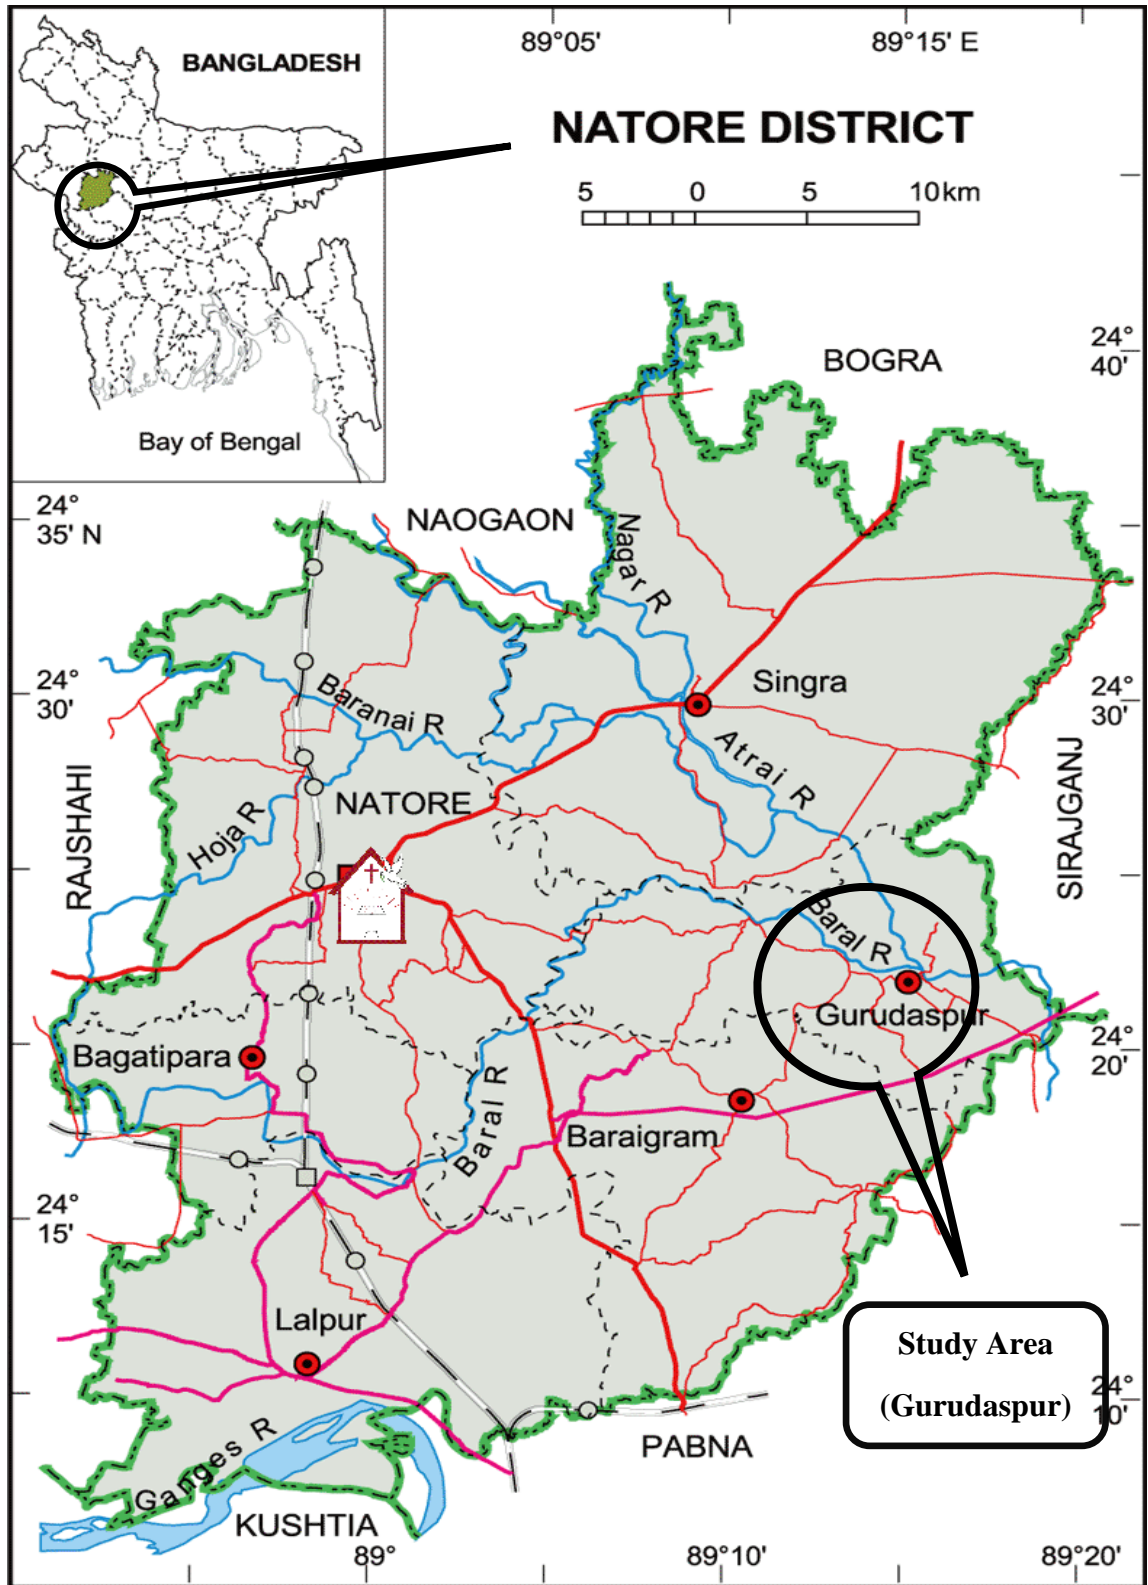 89°05'
89°15' E
BANGLADESH
NATORE DISTRICT
5 0 5 10km
24°
40'
BOGRA
Bay of Bengal
24°
35' N
NAOGAON
Nagar R
24°
30'
Singra
24°
30'
Baranai R
Atrai R
RAJSHAHI
SIRAJGANJ
NATORE
Hoja R
Baral R
Gurudaspur
Bagatipara
24°
20'
Baral R
Baraigram
24°
15'
Lalpur
Study Area
(Gurudaspur)
24°
10'
Ganges R
PABNA
KUSHTIA
89°
89°10'
89°20'